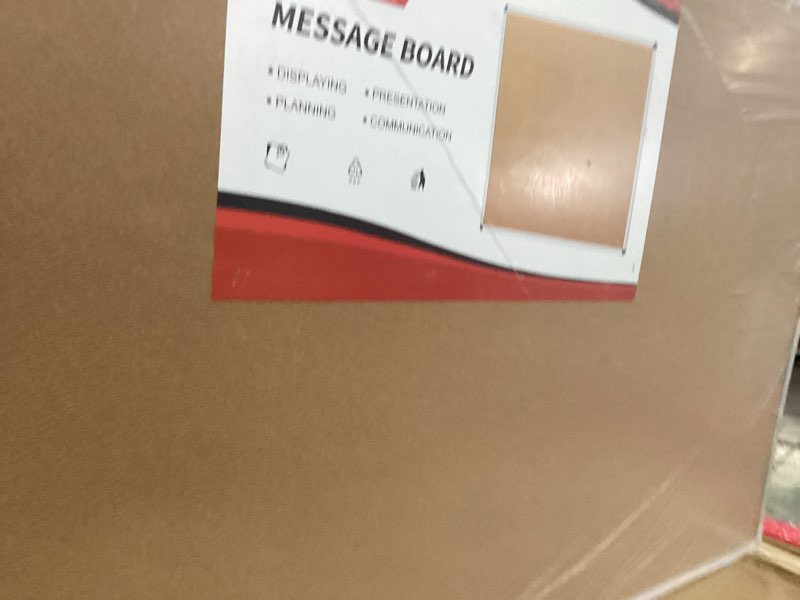 MESSAGE BOARD
• DISPLAYING
• PRESENTATION
• PLANNING
• COMMUNICATION